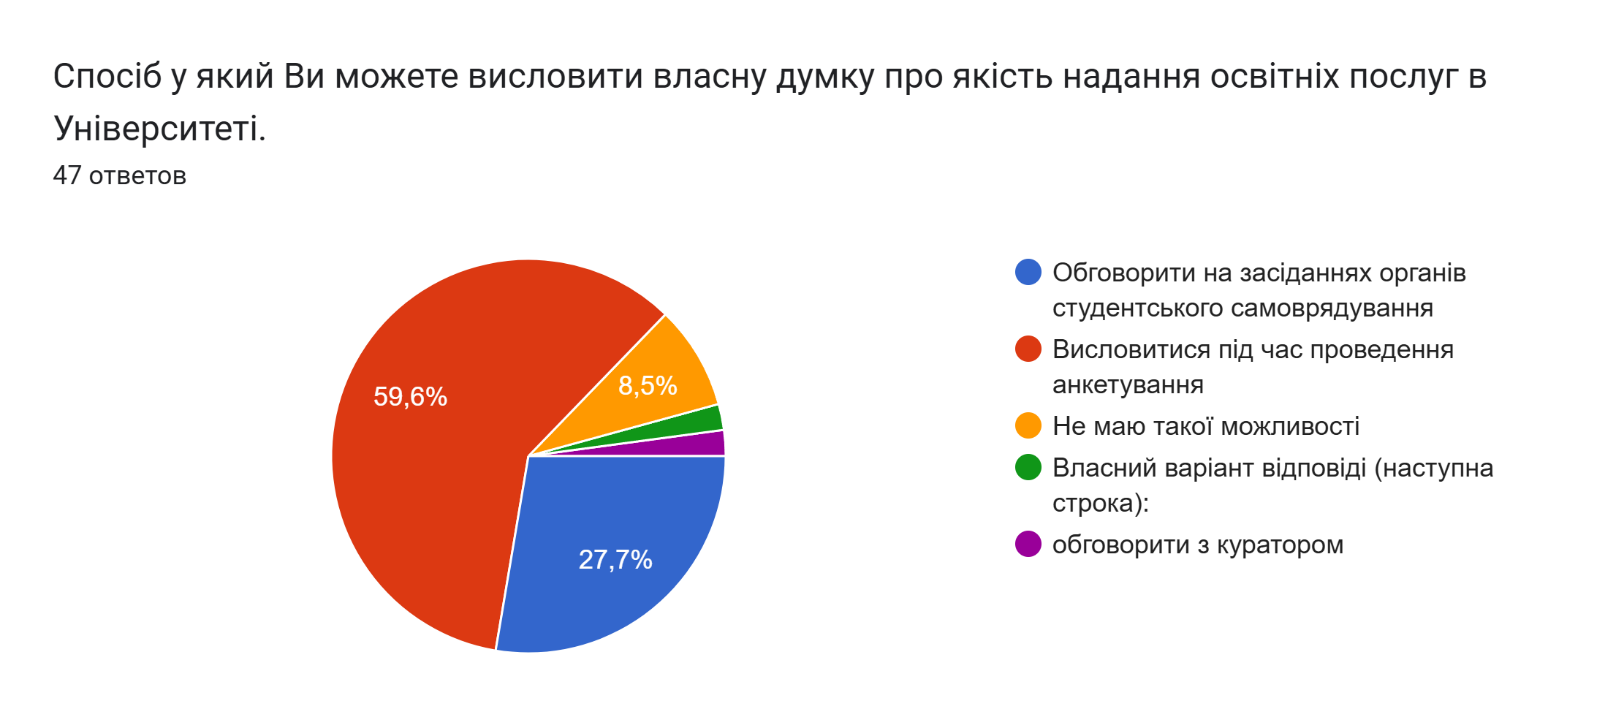 Спосіб у який Ви можете висловити власну думку про якість надання освітніх послуг в
Університеті.
47 ответов
59,6%
8,5%
27,7%
Обговорити на засіданнях органів
студентського самоврядування
Висловитися під час проведення
анкетування
Не маю такої можливості
Власний варіант відповіді (наступна
строка):
обговорити з куратором